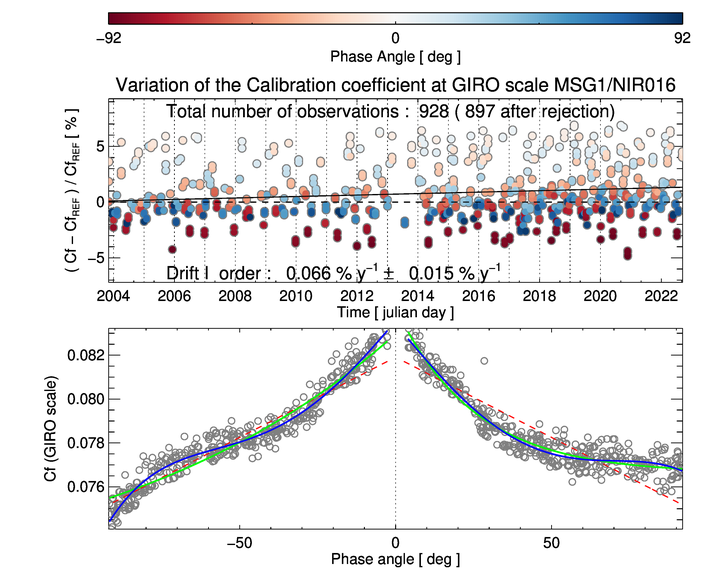 −92 0 92
Phase Angle [ deg ]
Variation of the Calibration coefficient at GIRO scale MSG1/NIR016
Total number of observations : 928 ( 897 after rejection)
( Cf − CfREF ) / CfREF [ % ]
5
0
−5
Drift I order : 0.066 % y−1 ± 0.015 % y−1
2004 2006 2008 2010 2012 2014 2016 2018 2020 2022
Time [ julian day ]
Cf (GIRO scale)
0.082
0.080
0.078
0.076
−50 0 50
Phase angle [ deg ]